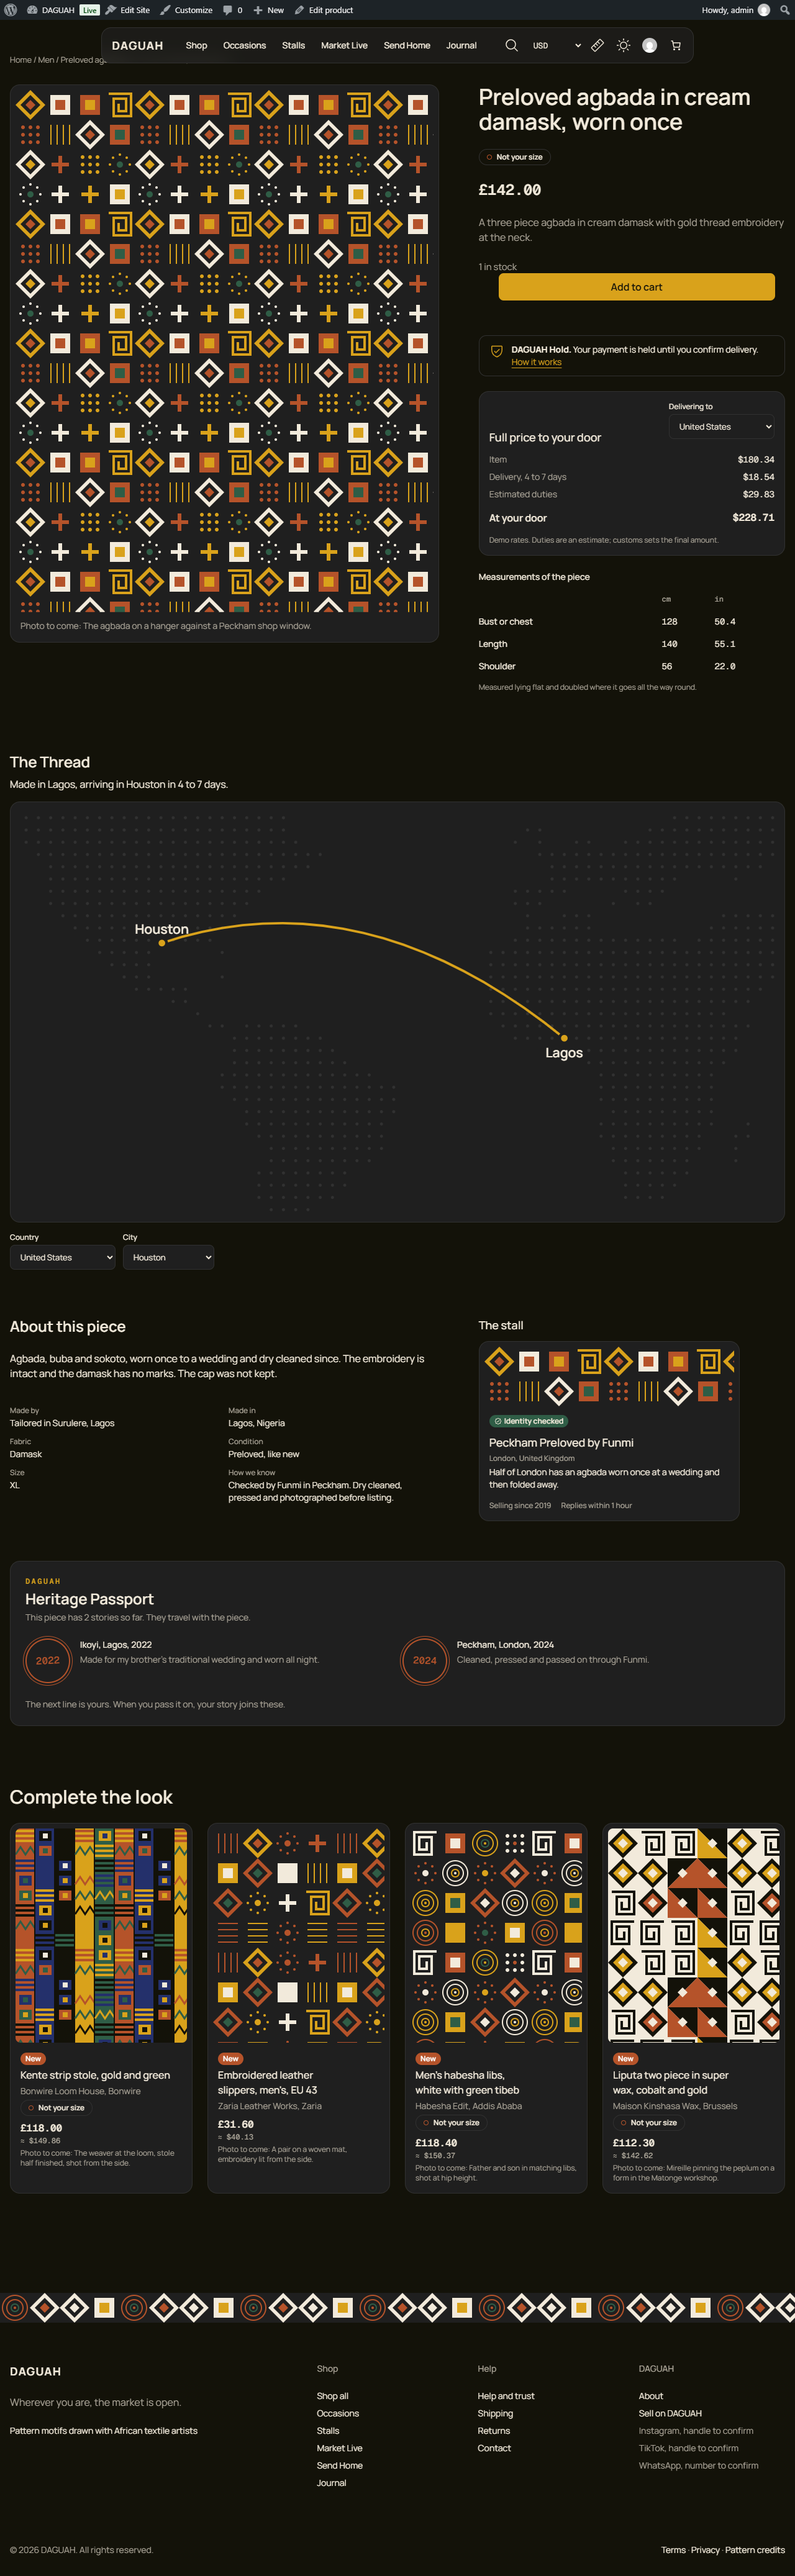 DAGUAH Live Edit Site Customize 0 New Edit product Howdy, admin
DAGUAH Shop Occasions Stalls Market Live Send Home Journal USD
Home / Men / Preloved
Preloved agbada in cream
damask, worn once
Not your size
£142.00
A three piece agbada in cream damask with gold thread embroidery
at the neck.
1 in stock
Add to cart
DAGUAH Hold. Your payment is held until you confirm delivery.
How it works
Delivering to
Full price to your door United States
Item $180.34
Delivery, 4 to 7 days $18.54
Estimated duties $29.83
At your door $228.71
Demo rates. Duties are an estimate; customs sets the final amount.
Photo to come: The agbada on a hanger against a Peckham shop window.
Measurements of the piece
cm in
Bust or chest 128 50.4
Length 140 55.1
Shoulder 56 22.0
Measured lying flat and doubled where it goes all the way round.
The Thread
Made in Lagos, arriving in Houston in 4 to 7 days.
Houston
Lagos
Country City
United States Houston
About this piece
Agbada, buba and sokoto, worn once to a wedding and dry cleaned since. The embroidery is
intact and the damask has no marks. The cap was not kept.
Made by Made in
Tailored in Surulere, Lagos Lagos, Nigeria
Fabric Condition
Damask Preloved, like new
Size How we know
XL Checked by Funmi in Peckham. Dry cleaned,
pressed and photographed before listing.
The stall
Identity checked
Peckham Preloved by Funmi
London, United Kingdom
Half of London has an agbada worn once at a wedding and
then folded away.
Selling since 2019 Replies within 1 hour
DAGUAH
Heritage Passport
This piece has 2 stories so far. They travel with the piece.
2022 Ikoyi, Lagos, 2022
Made for my brother's traditional wedding and worn all night.
2024 Peckham, London, 2024
Cleaned, pressed and passed on through Funmi.
The next line is yours. When you pass it on, your story joins these.
Complete the look
New
Kente strip stole, gold and green
Bonwire Loom House, Bonwire
Not your size
£118.00
≈ $149.86
Photo to come: The weaver at the loom, stole
half finished, shot from the side.
New
Embroidered leather
slippers, men's, EU 43
Zaria Leather Works, Zaria
£31.60
≈ $40.13
Photo to come: A pair on a woven mat,
embroidery lit from the side.
New
Men's habesha libs,
white with green tibeb
Habesha Edit, Addis Ababa
Not your size
£118.40
≈ $150.37
Photo to come: Father and son in matching libs,
shot at hip height.
New
Liputa two piece in super
wax, cobalt and gold
Maison Kinshasa Wax, Brussels
Not your size
£112.30
≈ $142.62
Photo to come: Mireille pinning the peplum on a
form in the Matonge workshop.
DAGUAH
Wherever you are, the market is open.
Pattern motifs drawn with African textile artists
Shop
Shop all
Occasions
Stalls
Market Live
Send Home
Journal
Help
Help and trust
Shipping
Returns
Contact
DAGUAH
About
Sell on DAGUAH
Instagram, handle to confirm
TikTok, handle to confirm
WhatsApp, number to confirm
© 2026 DAGUAH. All rights reserved.
Terms · Privacy · Pattern credits